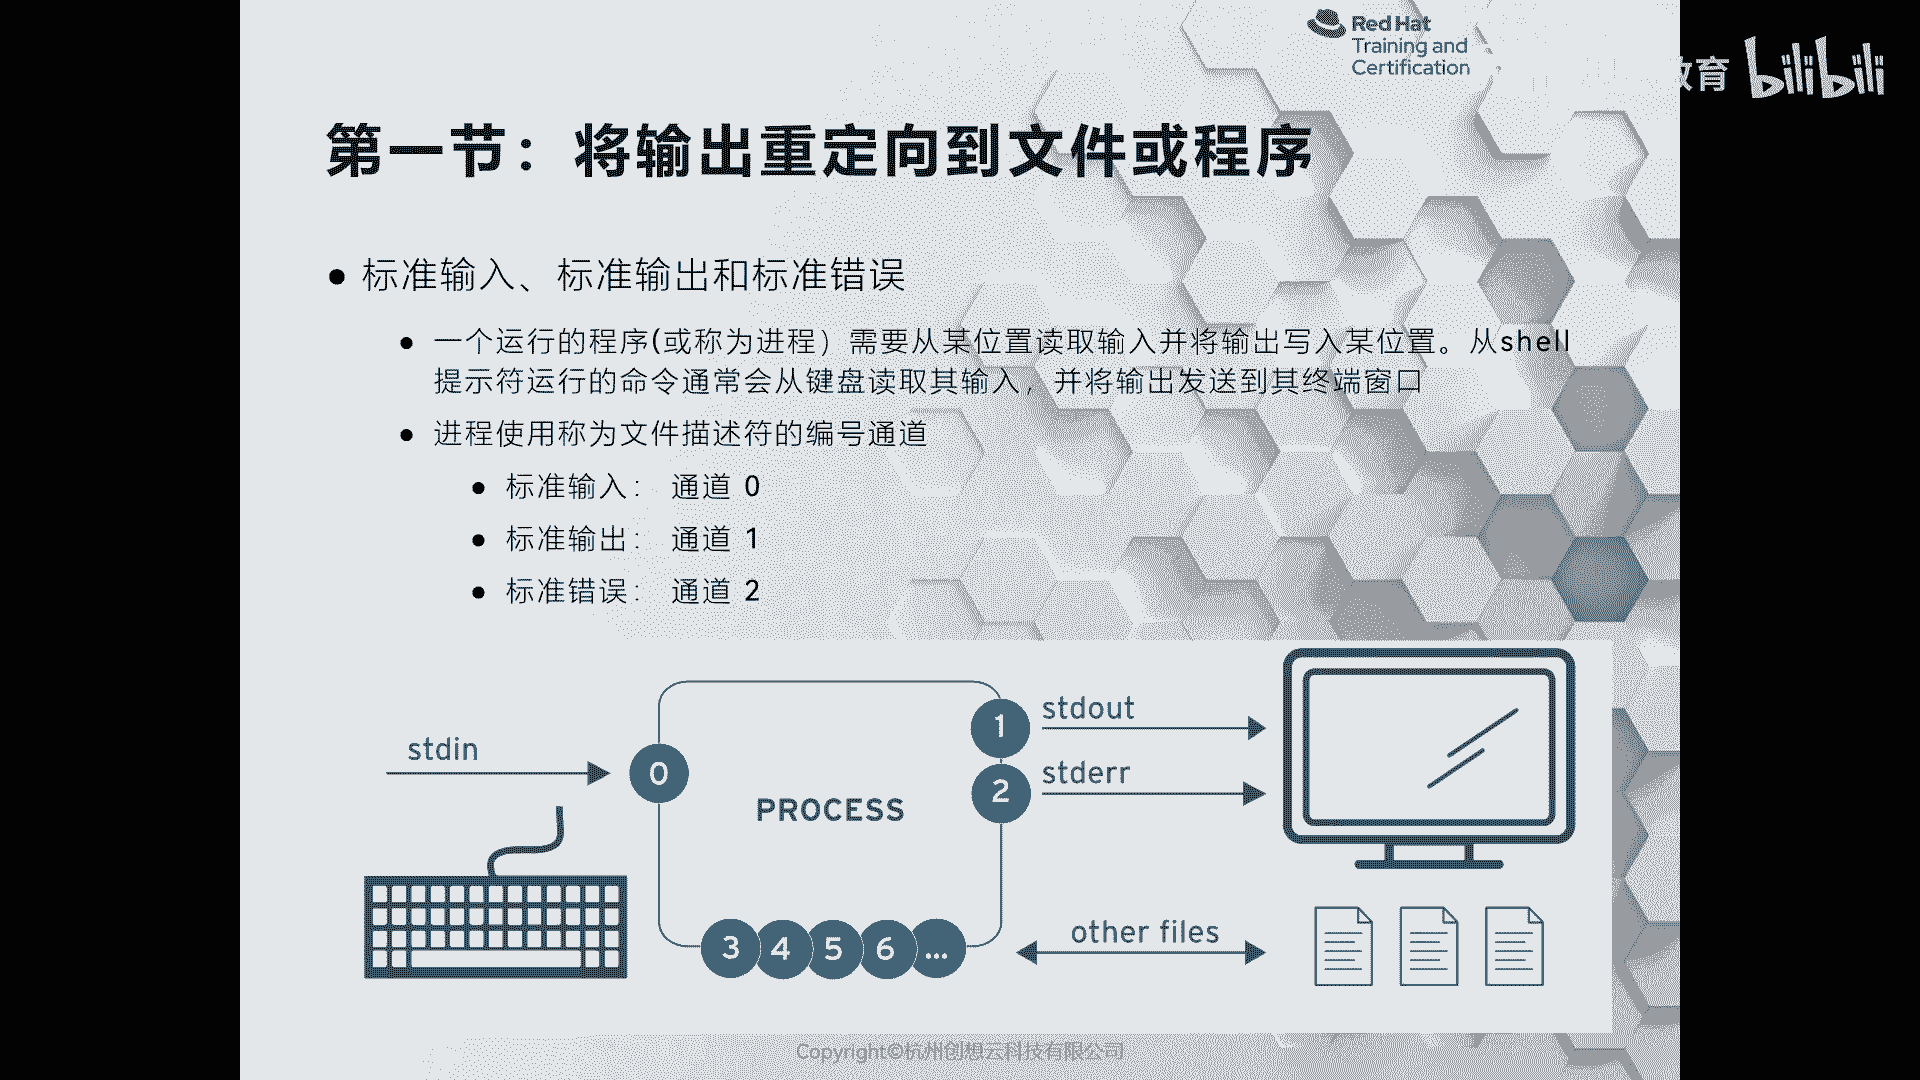 Red Hat
Training and
Certification
教育 bilibili
第一节：将输出重定向到文件或程序
● 标准输入、标准输出和标准错误
● 一个运行的程序(或称为进程）需要从某位置读取输入并将输出写入某位置。从shell
提示符运行的命令通常会从键盘读取其输入，并将输出发送到其终端窗口
● 进程使用称为文件描述符的编号通道
● 标准输入： 通道 0
● 标准输出： 通道 1
● 标准错误： 通道 2
stdin
0
PROCESS
1
stdout
2
stderr
3 4 5 6 ...
other files
Copyright©杭州创想云科技有限公司